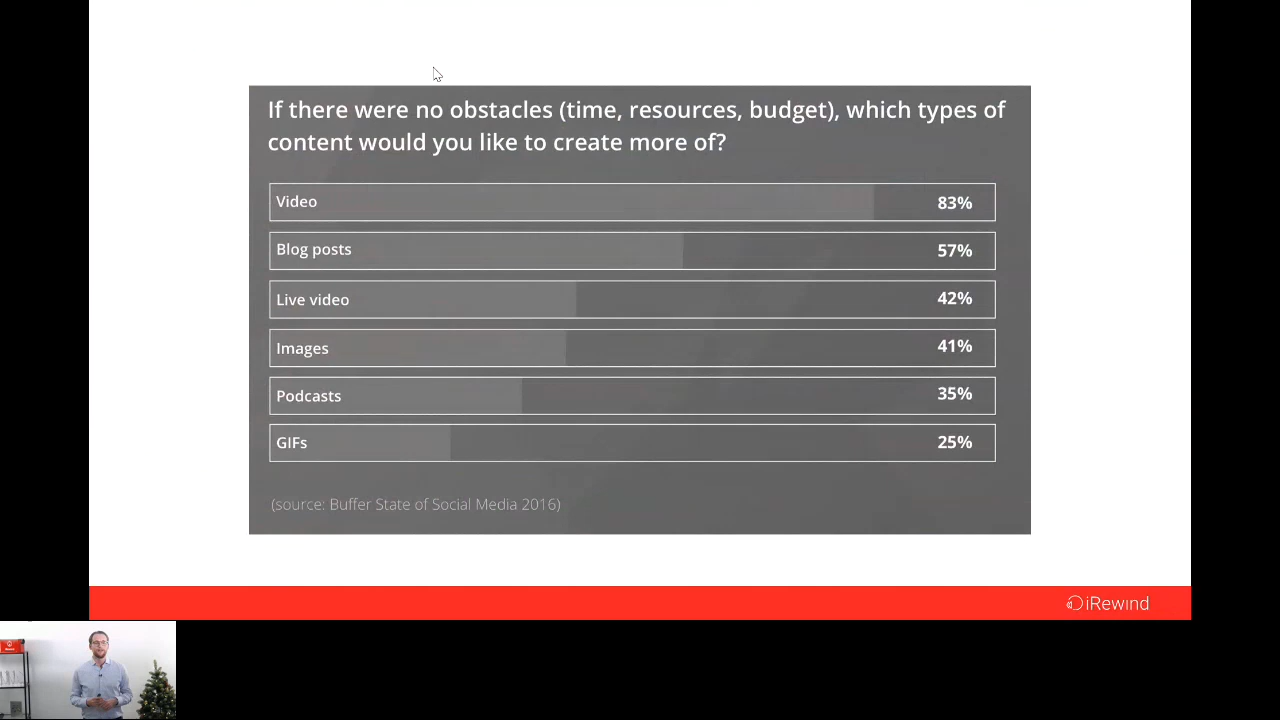 If there were no obstacles (time, resources, budget), which types of
content would you like to create more of?
Video 83%
Blog posts 57%
Live video 42%
Images 41%
Podcasts 35%
GIFs 25%
(source: Buffer State of Social Media 2016)
iRewind